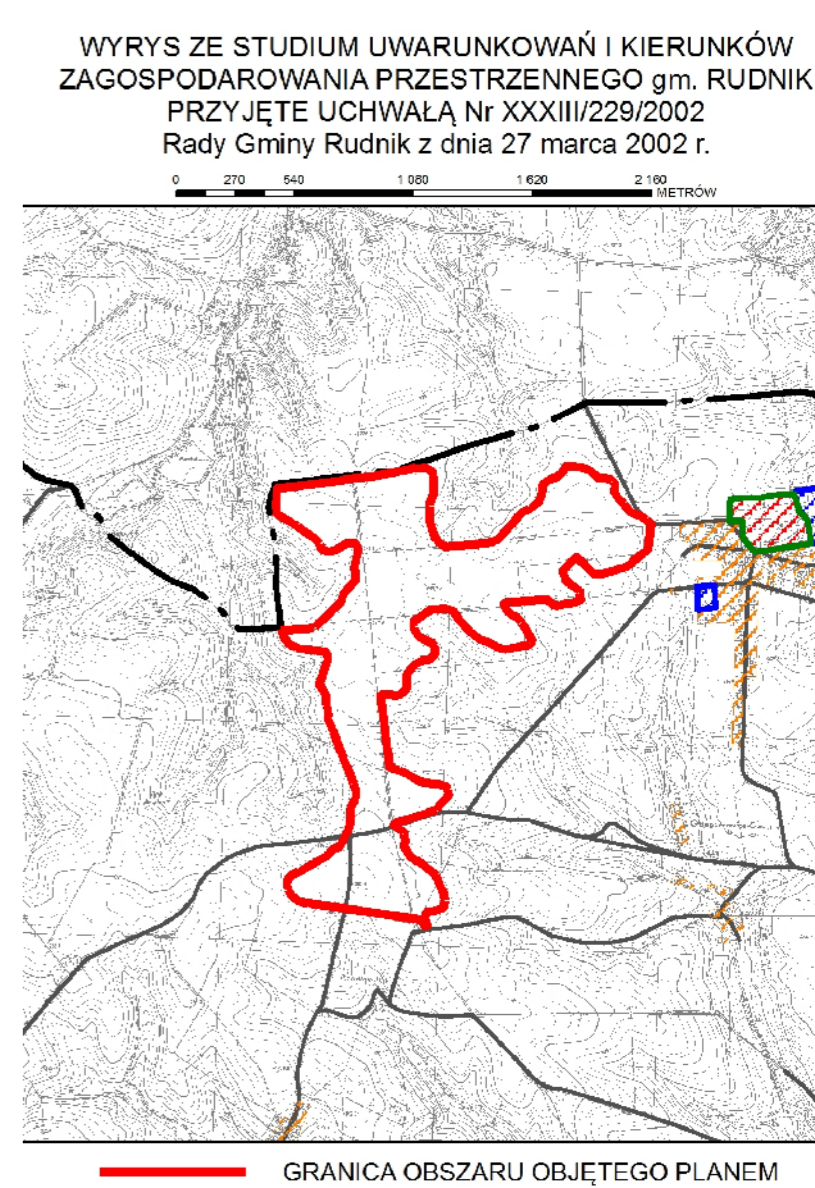 WYRYS ZE STUDIUM UWARUNKOWAŃ I KIERUNKÓW
ZAGOSPODAROWANIA PRZESTRZENNEGO gm. RUDNIK
PRZYJĘTE UCHWAŁĄ Nr XXXIII/229/2002
Rady Gminy Rudnik z dnia 27 marca 2002 r.
0 270 540 1 080 1 620 2 160
METRÓW
GRANICA OBSZARU OBJĘTEGO PLANEM